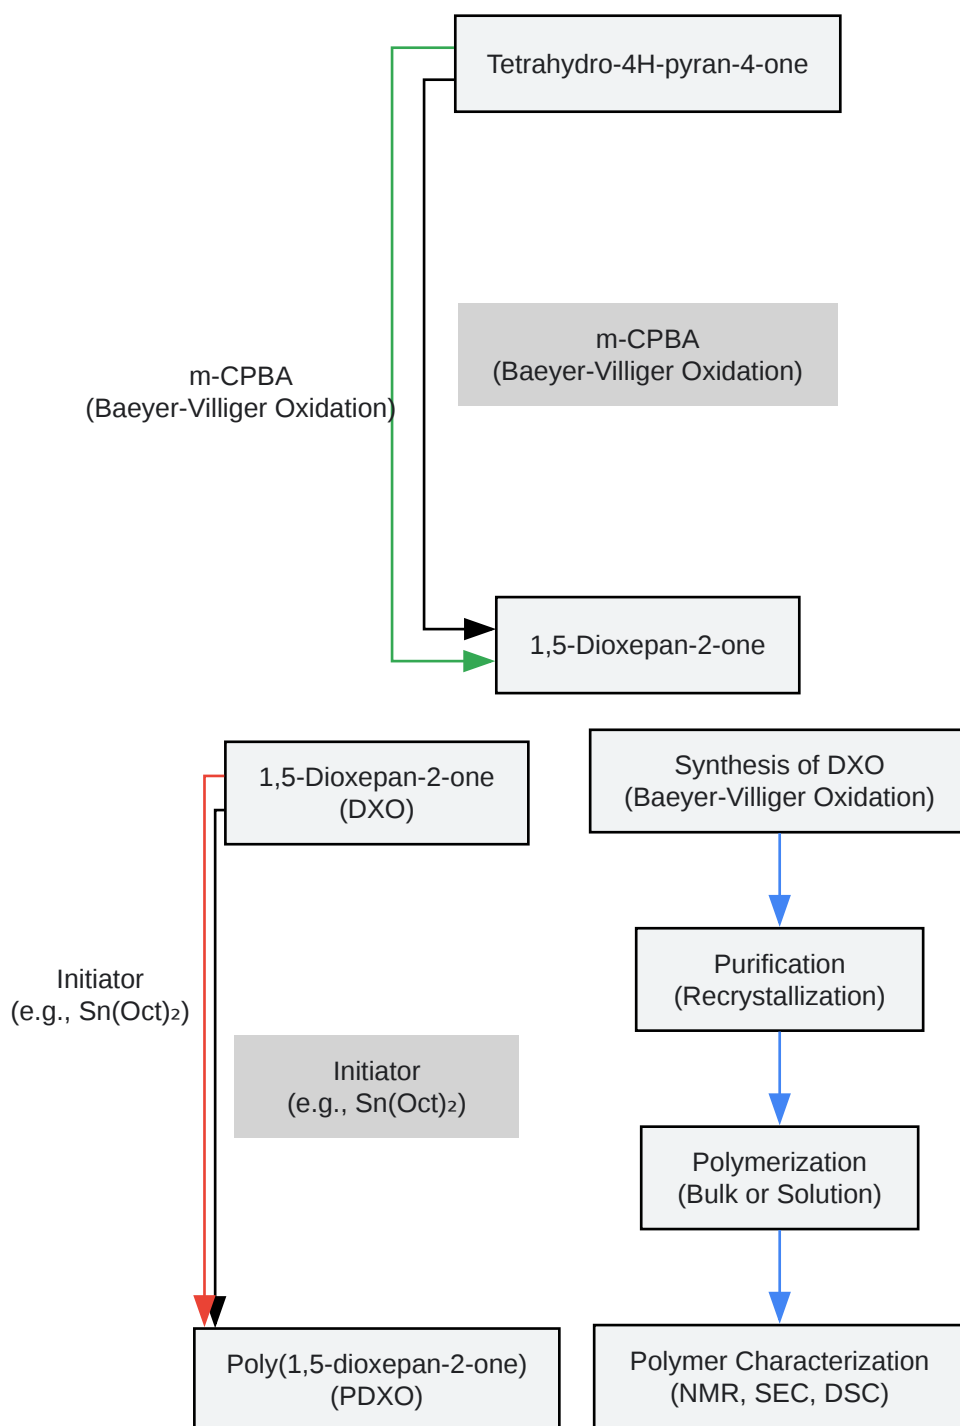 Tetrahydro-4H-pyran-4-one
m-CPBA
(Baeyer-Villiger Oxidation)
m-CPBA
(Baeyer-Villiger Oxidation)
1,5-Dioxepan-2-one
1,5-Dioxepan-2-one
(DXO)
Initiator
(e.g., Sn(Oct)₂)
Initiator
(e.g., Sn(Oct)₂)
Poly(1,5-dioxepan-2-one)
(PDXO)
Synthesis of DXO
(Baeyer-Villiger Oxidation)
Purification
(Recrystallization)
Polymerization
(Bulk or Solution)
Polymer Characterization
(NMR, SEC, DSC)